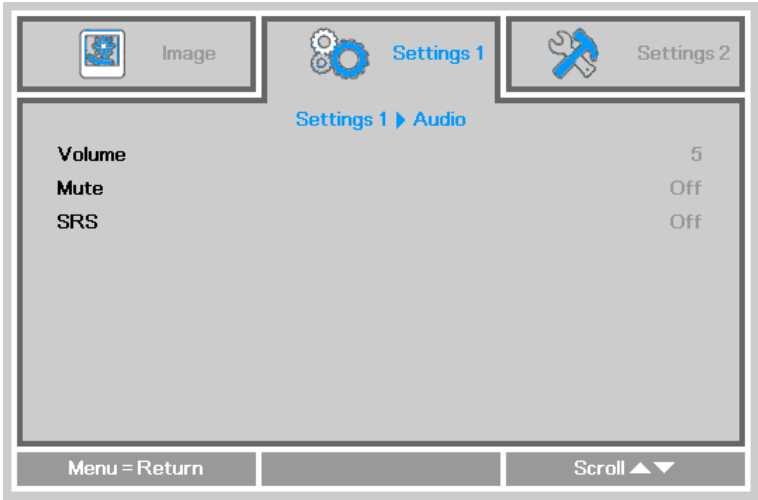 Image
Settings 1
Settings 2
Settings 1 ▶ Audio
Volume 5
Mute Off
SRS Off
Menu = Return
Scroll ▲▼